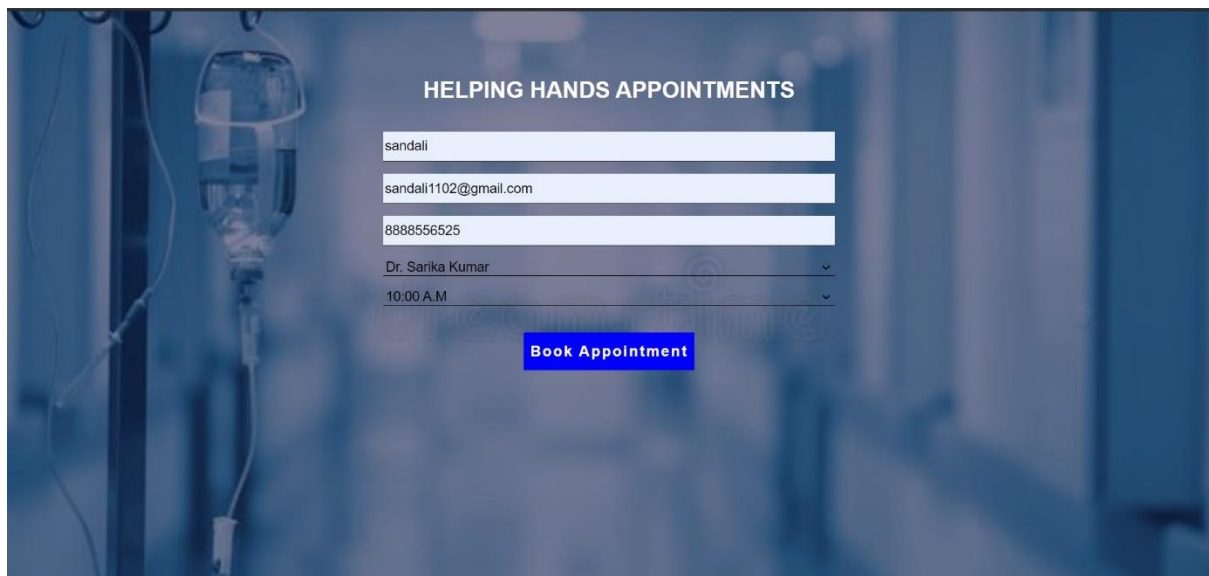 HELPING HANDS APPOINTMENTS
sandali
sandali1102@gmail.com
8888556525
Dr. Sarika Kumar
10:00 A.M
Book Appointment